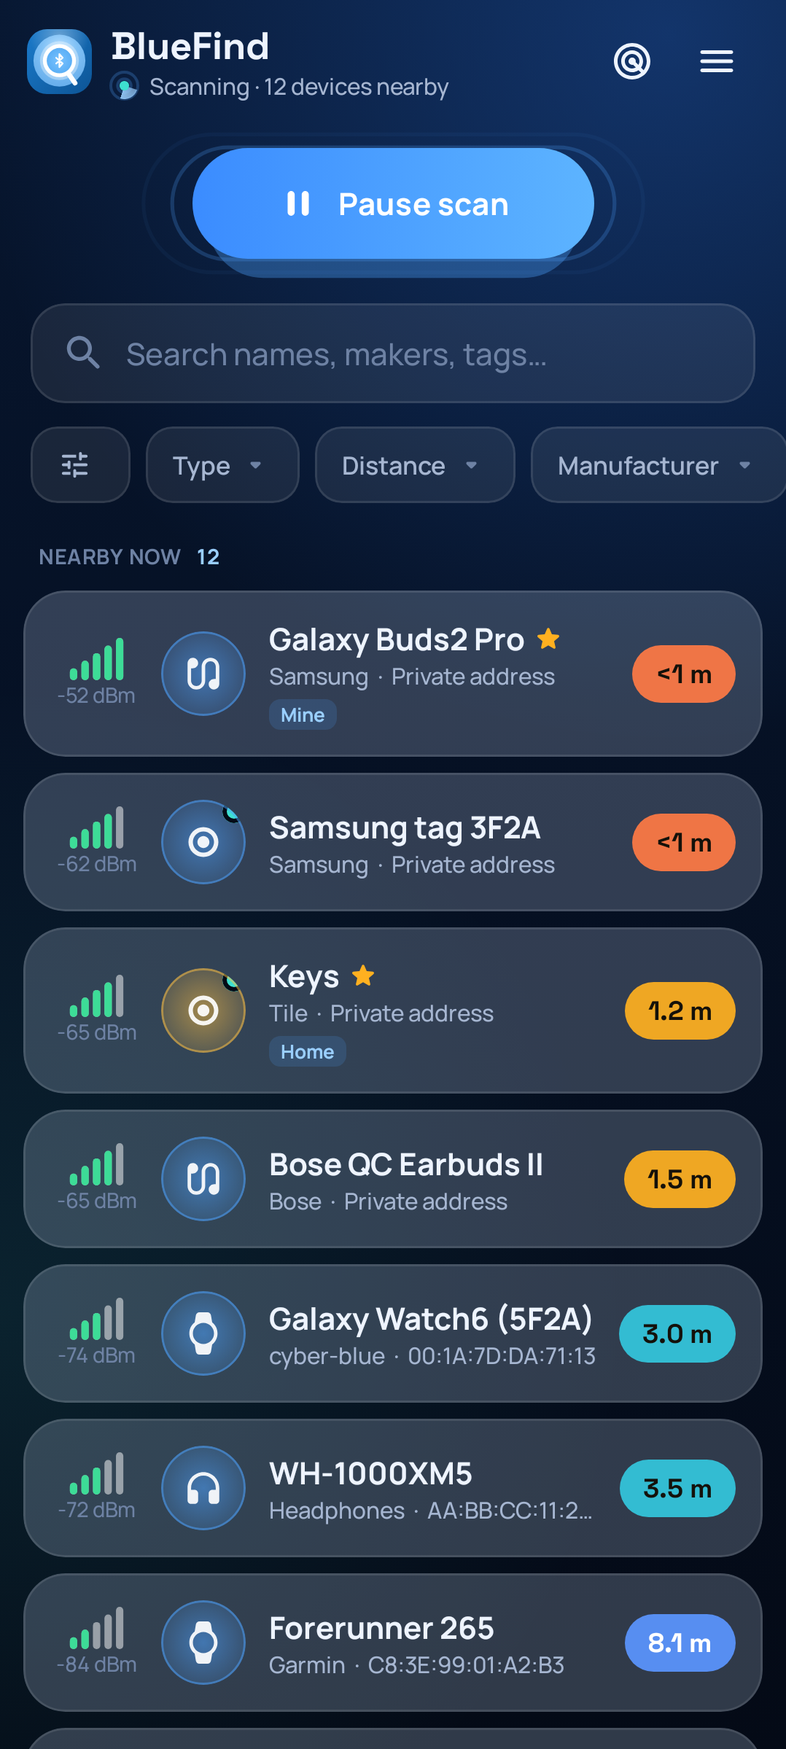 BlueFind
Scanning · 12 devices nearby
Pause scan
Search names, makers, tags...
Type
Distance
Manufacturer
NEARBY NOW 12
Galaxy Buds2 Pro
-52 dBm
Samsung · Private address
Mine
<1 m
Samsung tag 3F2A
-62 dBm
Samsung · Private address
<1 m
Keys
-65 dBm
Tile · Private address
Home
1.2 m
Bose QC Earbuds II
-65 dBm
Bose · Private address
1.5 m
Galaxy Watch6 (5F2A)
-74 dBm
cyber-blue · 00:1A:7D:DA:71:13
3.0 m
WH-1000XM5
-72 dBm
Headphones · AA:BB:CC:11:2...
3.5 m
Forerunner 265
-84 dBm
Garmin · C8:3E:99:01:A2:B3
8.1 m